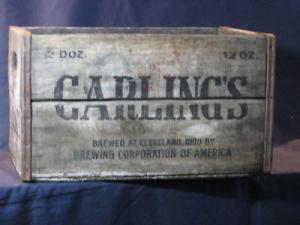 2 DOZ. 12 OZ.
CARLING'S
BREWED AT CLEVELAND, OHIO BY
BREWING CORPORATION OF AMERICA